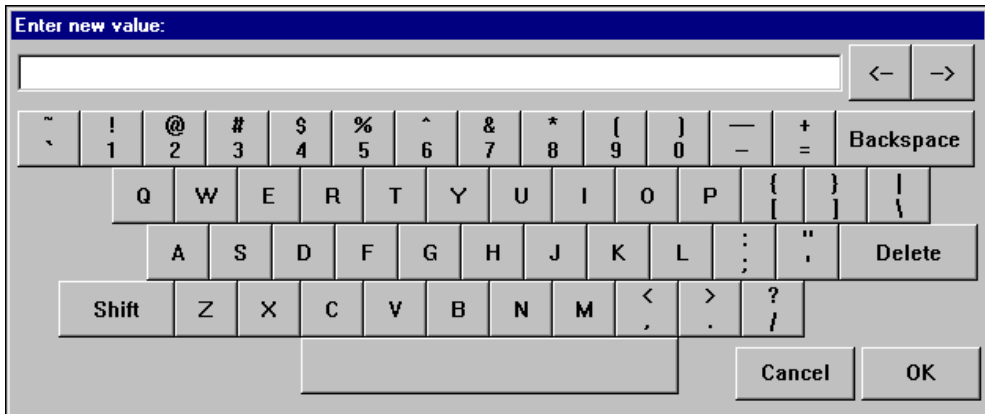 Enter new value:
<- ->
~ ! @ # $ % ^ & * ( ) — +
` 1 2 3 4 5 6 7 8 9 0 - = Backspace
Q W E R T Y U I O P { } |
[ ] \
A S D F G H J K L : " Delete
; '
Shift Z X C V B N M < > ?
, . /
Cancel OK